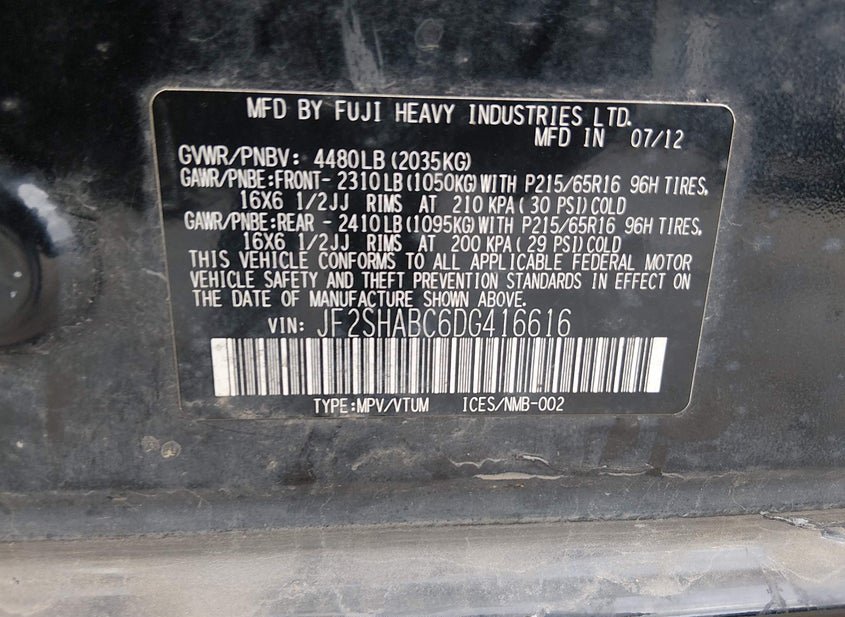 MFD BY FUJI HEAVY INDUSTRIES LTD.
MFD IN 07/12
GVWR/PNBV: 4480LB(2035KG)
GAWR/PNBE:FRONT- 2310LB(1050KG)WITH P215/65R16 96H TIRES,
16X6 1/2JJ RIMS AT 210 KPA( 30 PSI)COLD
GAWR/PNBE:REAR - 2410LB(1095KG)WITH P215/65R16 96H TIRES,
16X6 1/2JJ RIMS AT 200 KPA( 29 PSI)COLD
THIS VEHICLE CONFORMS TO ALL APPLICABLE FEDERAL MOTOR
VEHICLE SAFETY AND THEFT PREVENTION STANDARDS IN EFFECT ON
THE DATE OF MANUFACTURE SHOWN ABOVE.
VIN: JF2SHABC6DG416616
TYPE:MPV/VTUM ICES/NMB-002